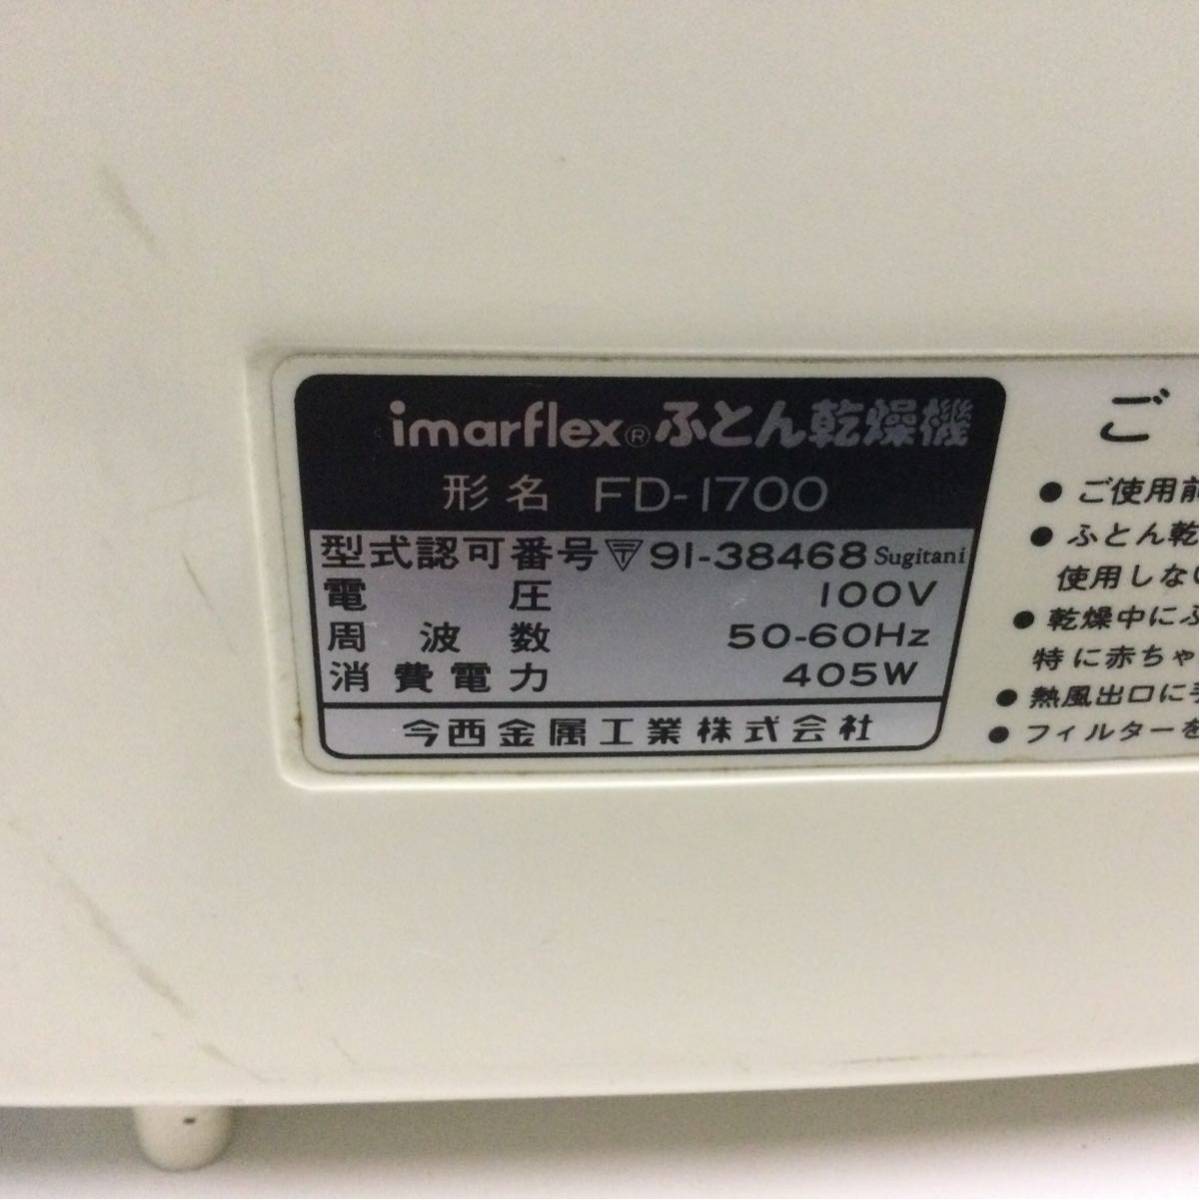 imarflex® ふとん乾燥機
形名 FD-1700
型式認可番号 〒 91-38468 Sugitani
電圧 100V
周波数 50-60Hz
消費電力 405W
今西金属工業株式会社
ご
● ご使用前
● ふとん乾
使用しない
● 乾燥中にふ
特に赤ちゃ
● 熱風出口に手
● フィルターを